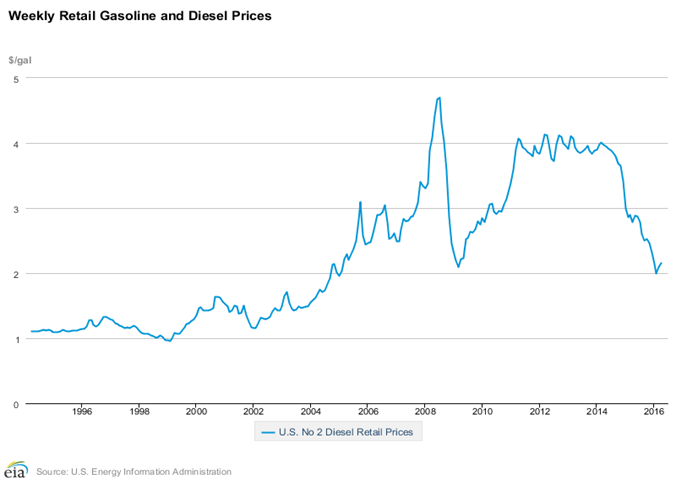 Weekly Retail Gasoline and Diesel Prices
$/gal
5
4
3
2
1
0
1996 1998 2000 2002 2004 2006 2008 2010 2012 2014 2016
U.S. No 2 Diesel Retail Prices
eia Source: U.S. Energy Information Administration